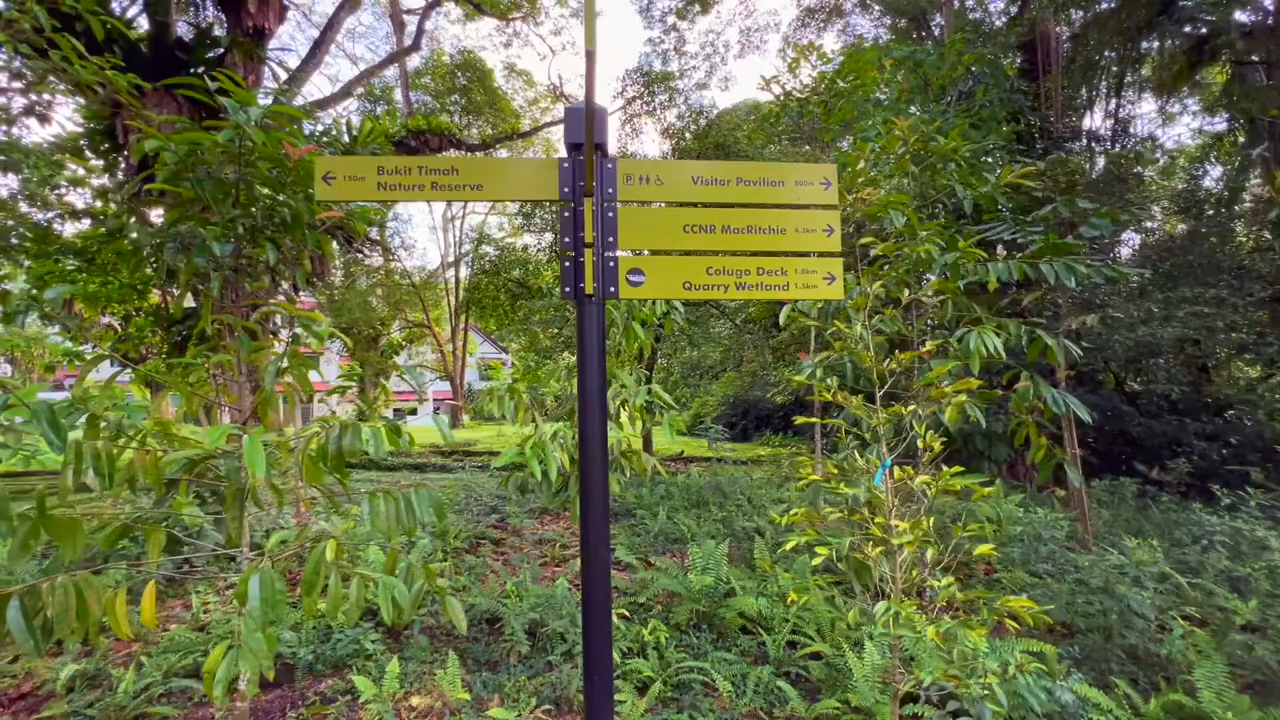 150m Bukit Timah
Nature Reserve
P Visitor Pavilion 800m
CCNR MacRitchie 4.3km
Colugo Deck 1.8km
Quarry Wetland 1.5km